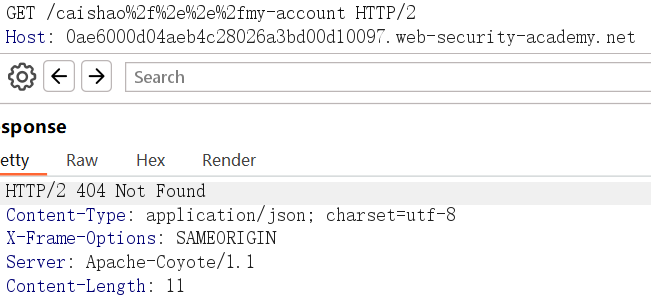 GET /caishao%2f%2e%2e%2fmy-account HTTP/2
Host: 0ae6000d04aeb4c28026a3bd00d10097.web-security-academy.net
Search
sponse
etty Raw Hex Render
HTTP/2 404 Not Found
Content-Type: application/json; charset=utf-8
X-Frame-Options: SAMEORIGIN
Server: Apache-Coyote/1.1
Content-Length: 11